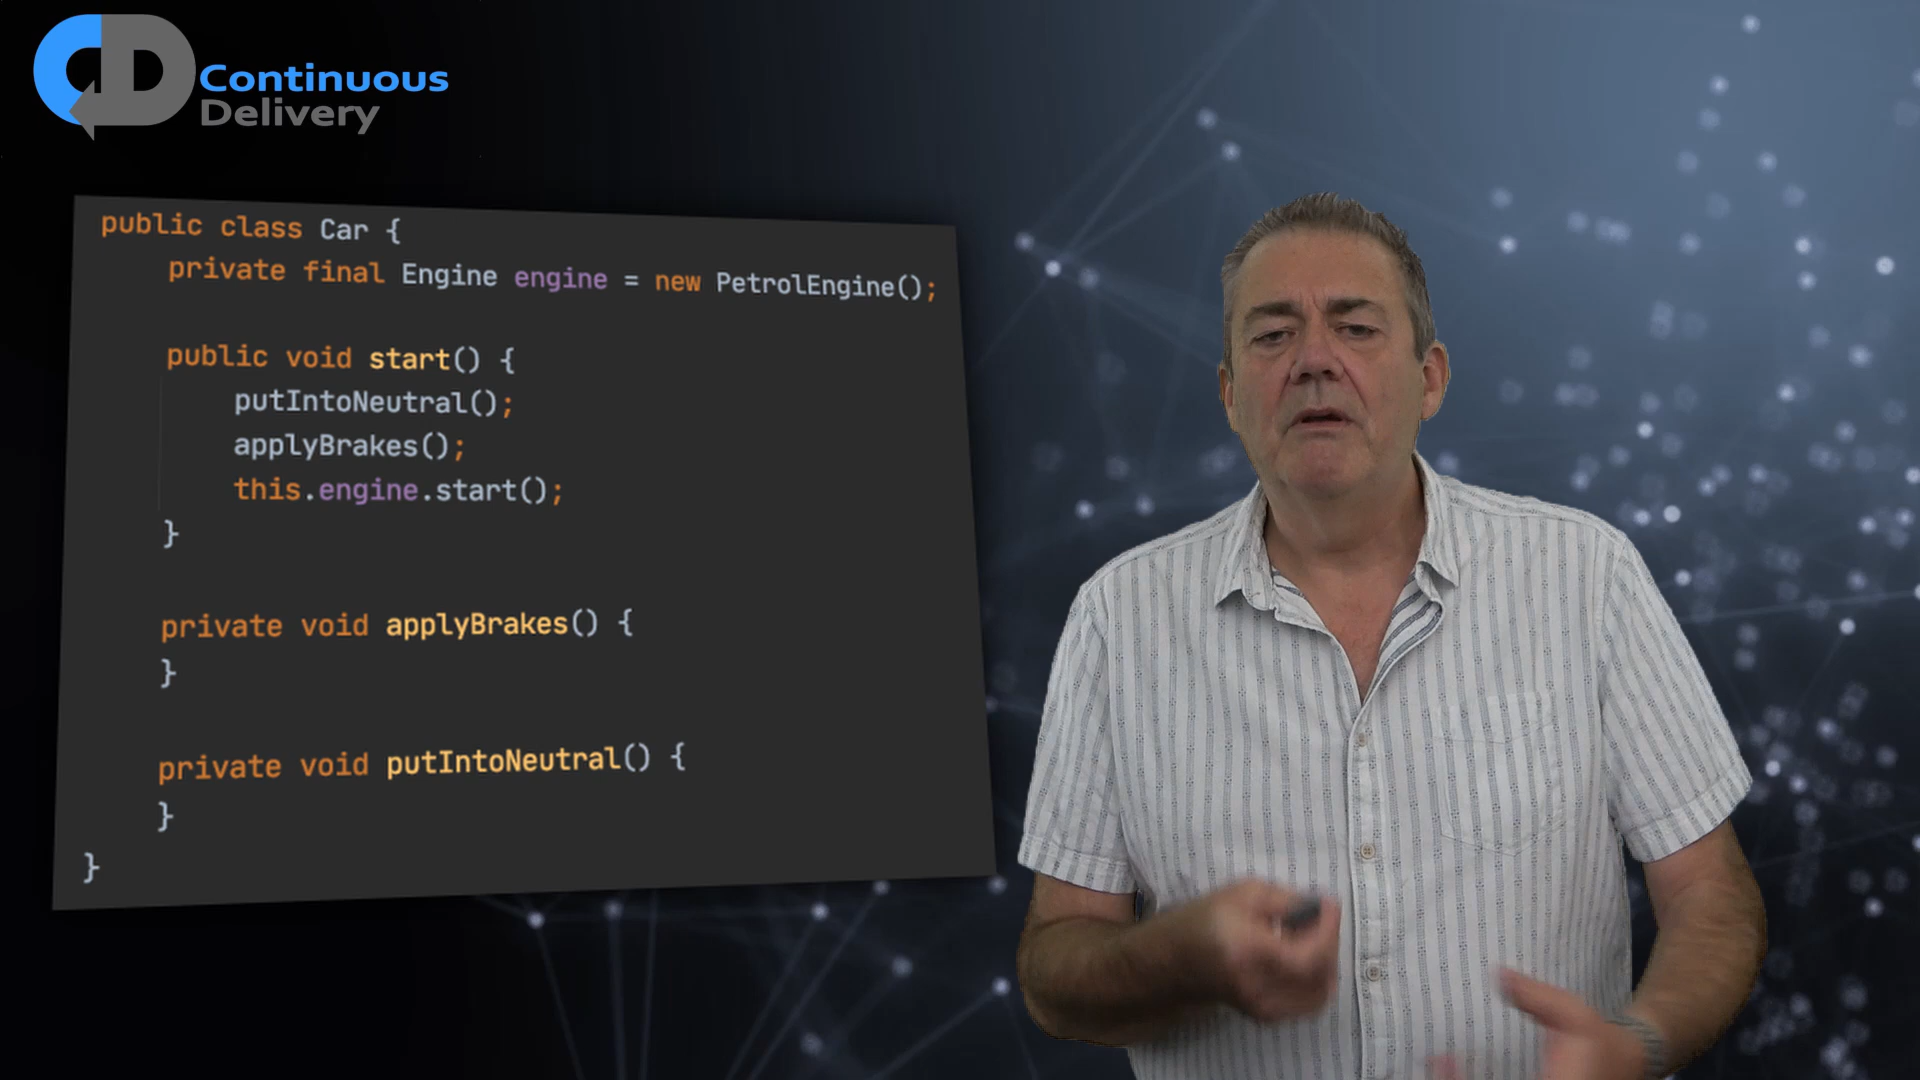 Continuous
Delivery
public class Car {
private final Engine engine = new PetrolEngine();
public void start() {
putIntoNeutral();
applyBrakes();
this.engine.start();
}
private void applyBrakes() {
}
private void putIntoNeutral() {
}
}